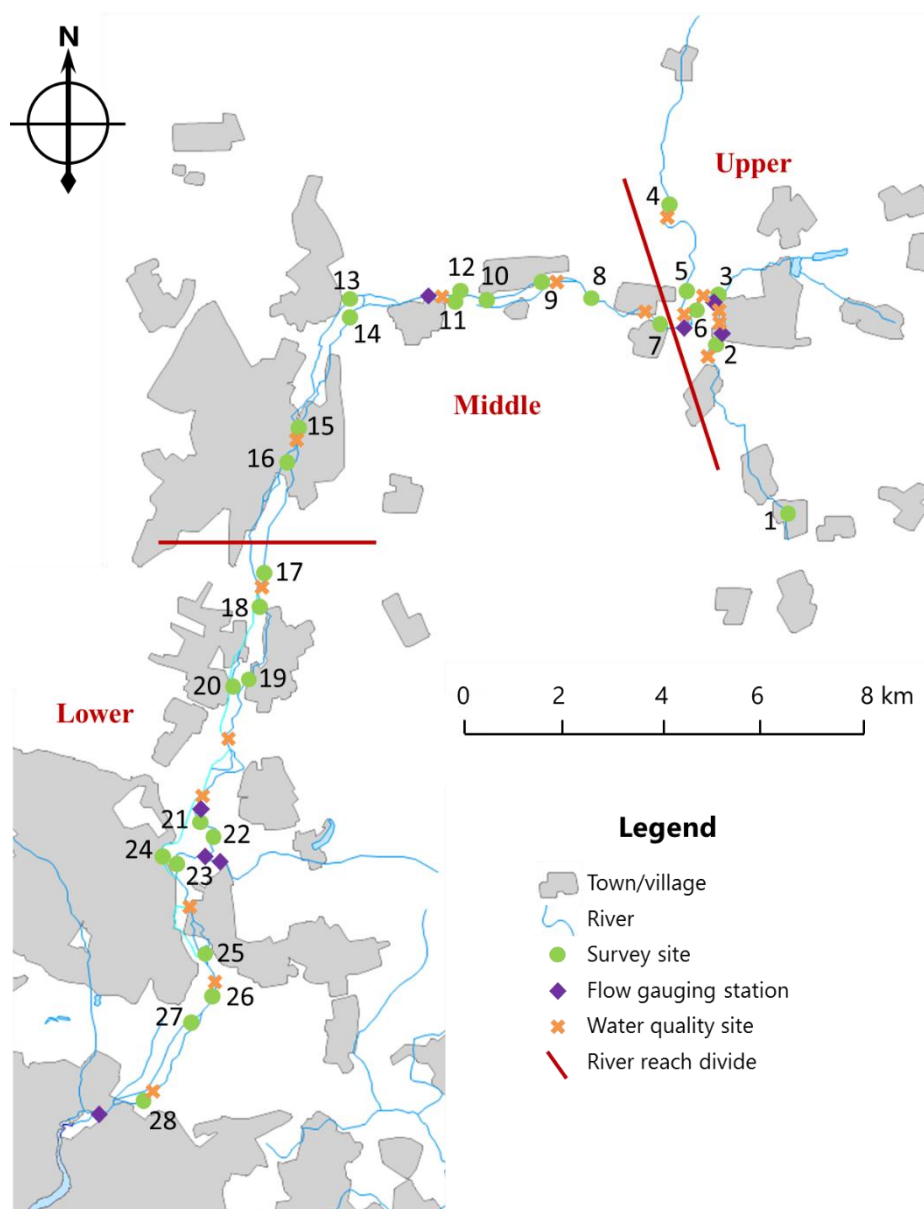 N
Upper
4
5
3
13
12
10
9
8
11
14
6
7
2
Middle
15
16
1
17
18
19
20
0 2 4 6 8 km
Lower
21
22
24
23
Legend
Town/village
River
25
Survey site
26
Flow gauging station
27
Water quality site
River reach divide
28